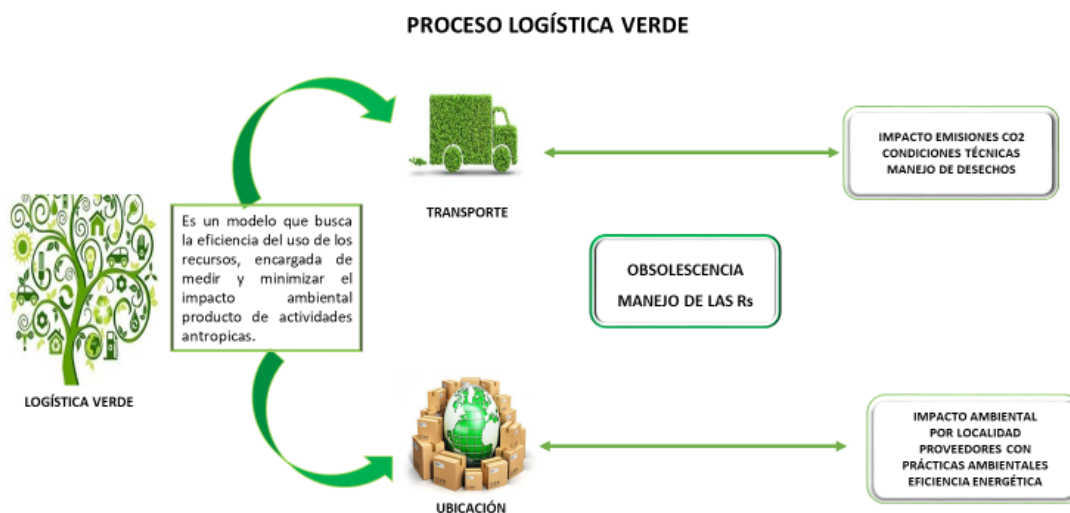 PROCESO LOGÍSTICA VERDE
LOGÍSTICA VERDE
Es un modelo que busca
la eficiencia del uso de los
recursos, encargada de
medir y minimizar el
impacto ambiental
producto de actividades
antropicas.
TRANSPORTE
IMPACTO EMISIONES CO2
CONDICIONES TÉCNICAS
MANEJO DE DESECHOS
OBSOLESCENCIA
MANEJO DE LAS Rs
UBICACIÓN
IMPACTO AMBIENTAL
POR LOCALIDAD
PROVEEDORES CON
PRÁCTICAS AMBIENTALES
EFICIENCIA ENERGÉTICA